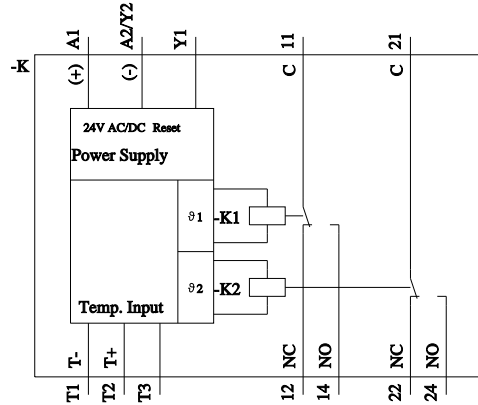 A1
A2/Y2
Y1
11
21
-K
(+)
(-)
C
C
24V AC/DC Reset
Power Supply
ϑ1
-K1
ϑ2
-K2
Temp. Input
T-
T+
NC
NO
NC
NO
T1
T2
T3
12
14
22
24